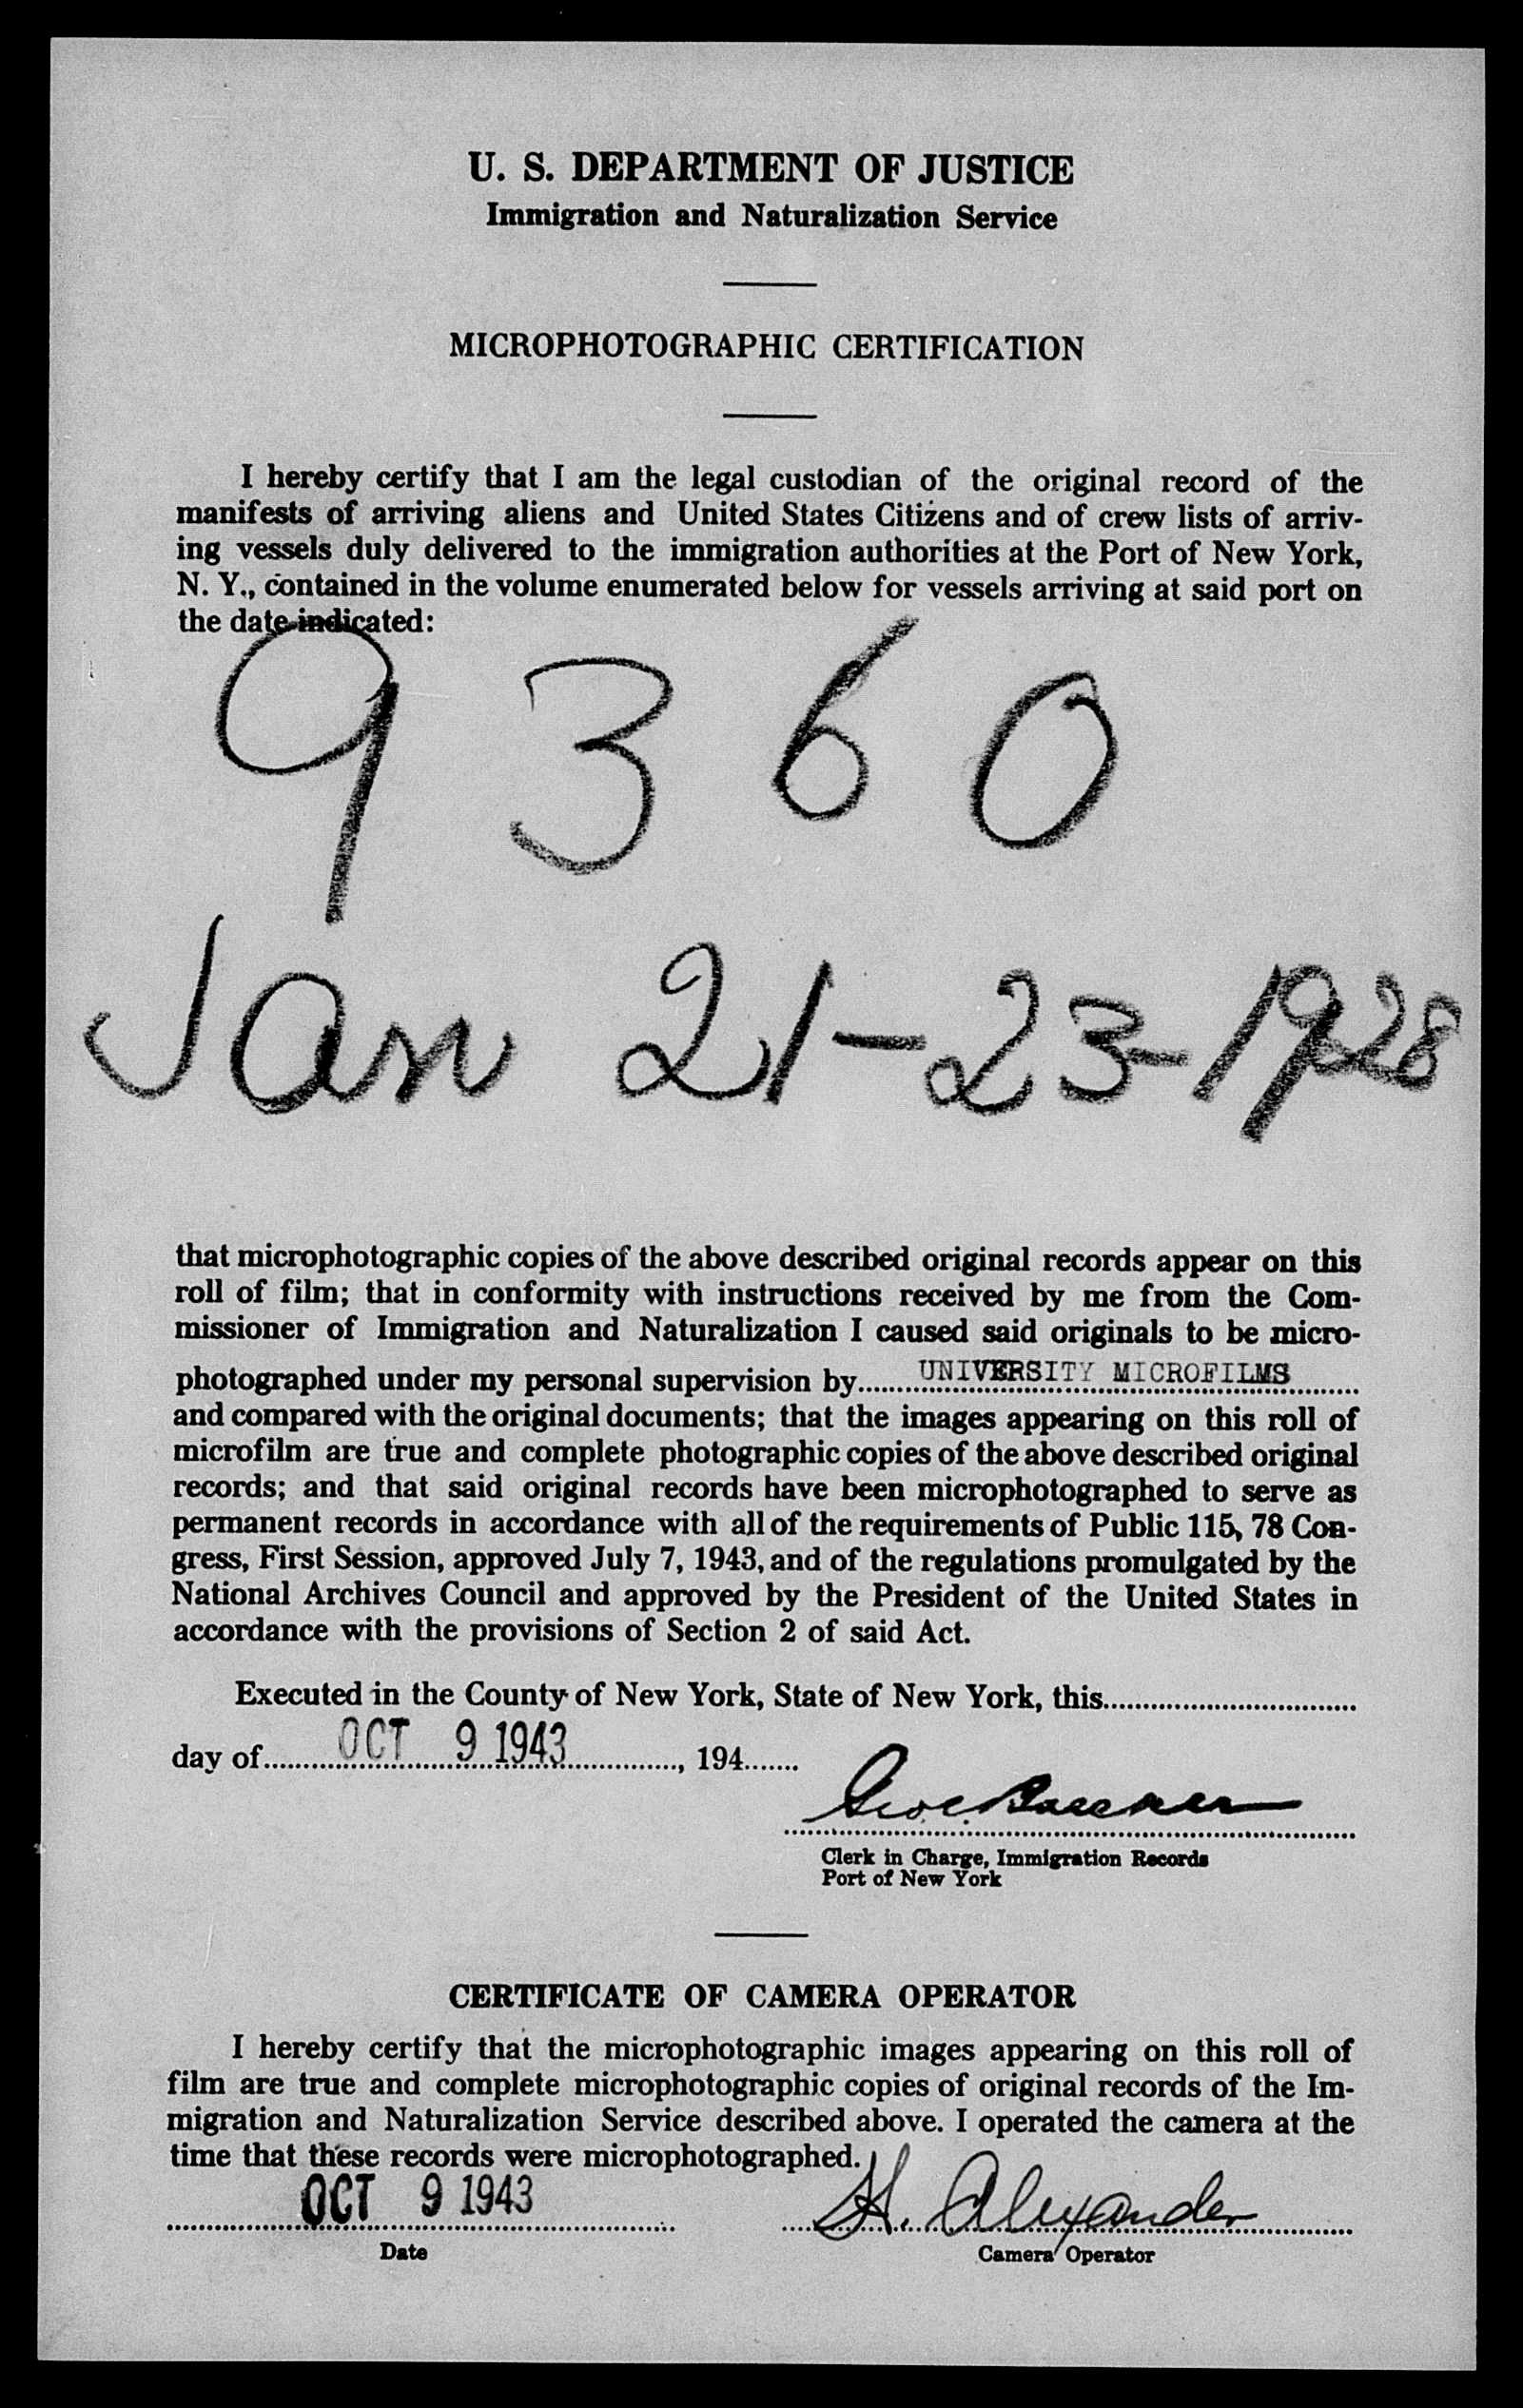 U. S. DEPARTMENT OF JUSTICE
Immigration and Naturalization Service
MICROPHOTOGRAPHIC CERTIFICATION
I hereby certify that I am the legal custodian of the original record of the
manifests of arriving aliens and United States Citizens and of crew lists of arriv-
ing vessels duly delivered to the immigration authorities at the Port of New York,
N. Y., contained in the volume enumerated below for vessels arriving at said port on
the date indicated:
9360
Jan 21-23-1928
that microphotographic copies of the above described original records appear on this
roll of film; that in conformity with instructions received by me from the Com-
missioner of Immigration and Naturalization I caused said originals to be micro-
photographed under my personal supervision by UNIVERSITY MICROFILMS
and compared with the original documents; that the images appearing on this roll of
microfilm are true and complete photographic copies of the above described original
records; and that said original records have been microphotographed to serve as
permanent records in accordance with all of the requirements of Public 115, 78 Con-
gress, First Session, approved July 7, 1943, and of the regulations promulgated by the
National Archives Council and approved by the President of the United States in
accordance with the provisions of Section 2 of said Act.
Executed in the County of New York, State of New York, this
day of OCT 9 1943, 194
Clerk in Charge, Immigration Records
Port of New York
CERTIFICATE OF CAMERA OPERATOR
I hereby certify that the microphotographic images appearing on this roll of
film are true and complete microphotographic copies of original records of the Im-
migration and Naturalization Service described above. I operated the camera at the
time that these records were microphotographed.
OCT 9 1943 H. Alexander
Date Camera Operator